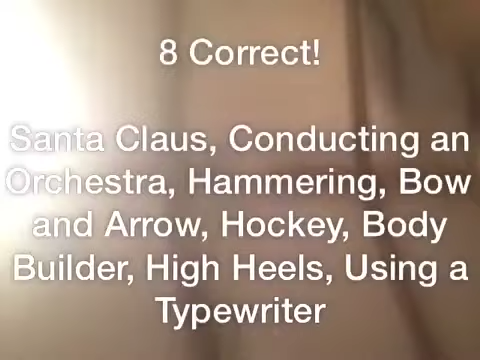 8 Correct!
Santa Claus, Conducting an
Orchestra, Hammering, Bow
and Arrow, Hockey, Body
Builder, High Heels, Using a
Typewriter